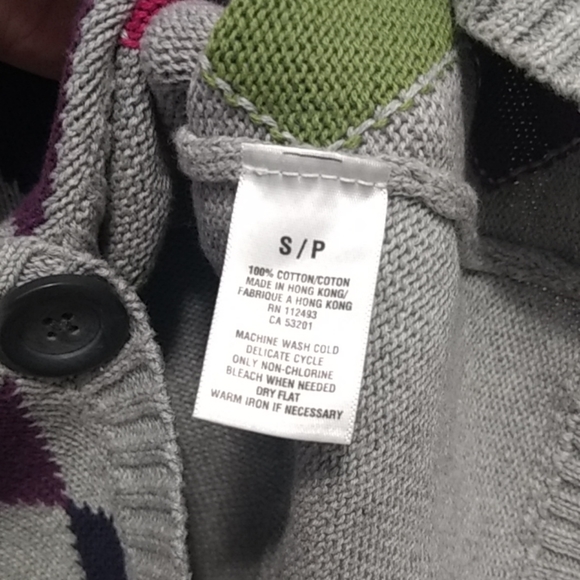 S/P
100% COTTON/COTON
MADE IN HONG KONG/
FABRIQUE A HONG KONG
RN 112493
CA 53201
MACHINE WASH COLD
DELICATE CYCLE
ONLY NON-CHLORINE
BLEACH WHEN NEEDED
DRY FLAT
WARM IRON IF NECESSARY